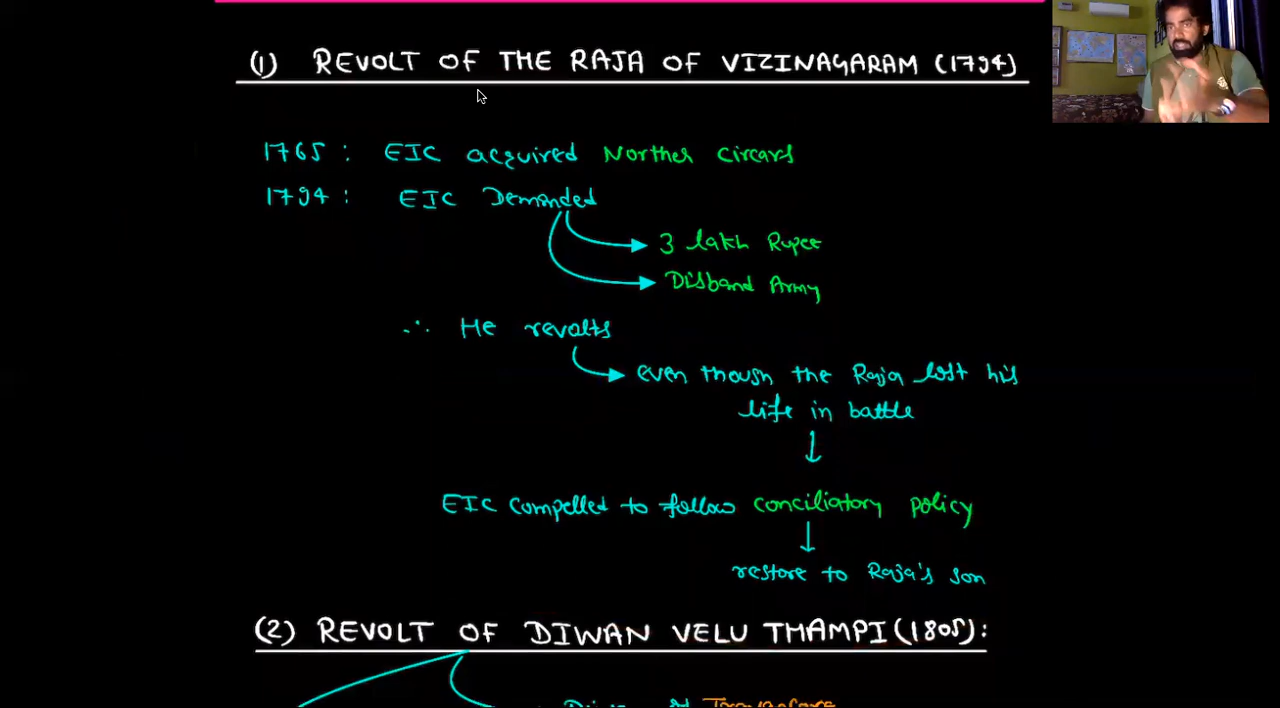 (1) REVOLT OF THE RAJA OF VIZINAGARAM (1794)
1765 : EIC acquired Norther Circars
1794 : EIC Demanded
3 lakh Rupee
Disband Army
∴ He revolts
even though the Raja lost his
life in battle
EIC compelled to follow conciliatory policy
restore to Raja's son
(2) REVOLT OF DIWAN VELU THAMPI (1805):